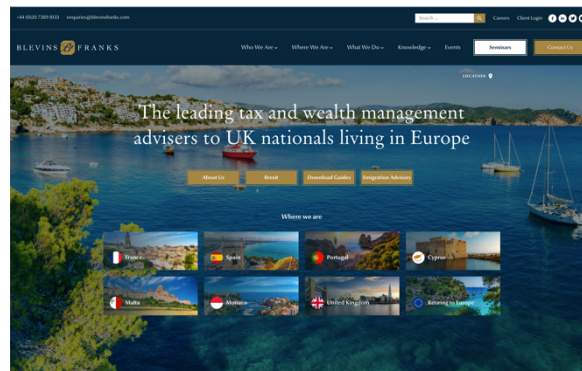 +44 (0)20 7389 8133 enquiries@blevinsfranks.com
Search ...
Careers Client Login
BLEVINS BF FRANKS
Who We Are Where We Are What We Do Knowledge Events Seminars Contact Us
LOCATION
The leading tax and wealth management
advisers to UK nationals living in Europe
About Us Brexit Download Guides Emigration Advisory
Where we are
France Spain Portugal Cyprus
Malta Monaco United Kingdom Retiring to Europe